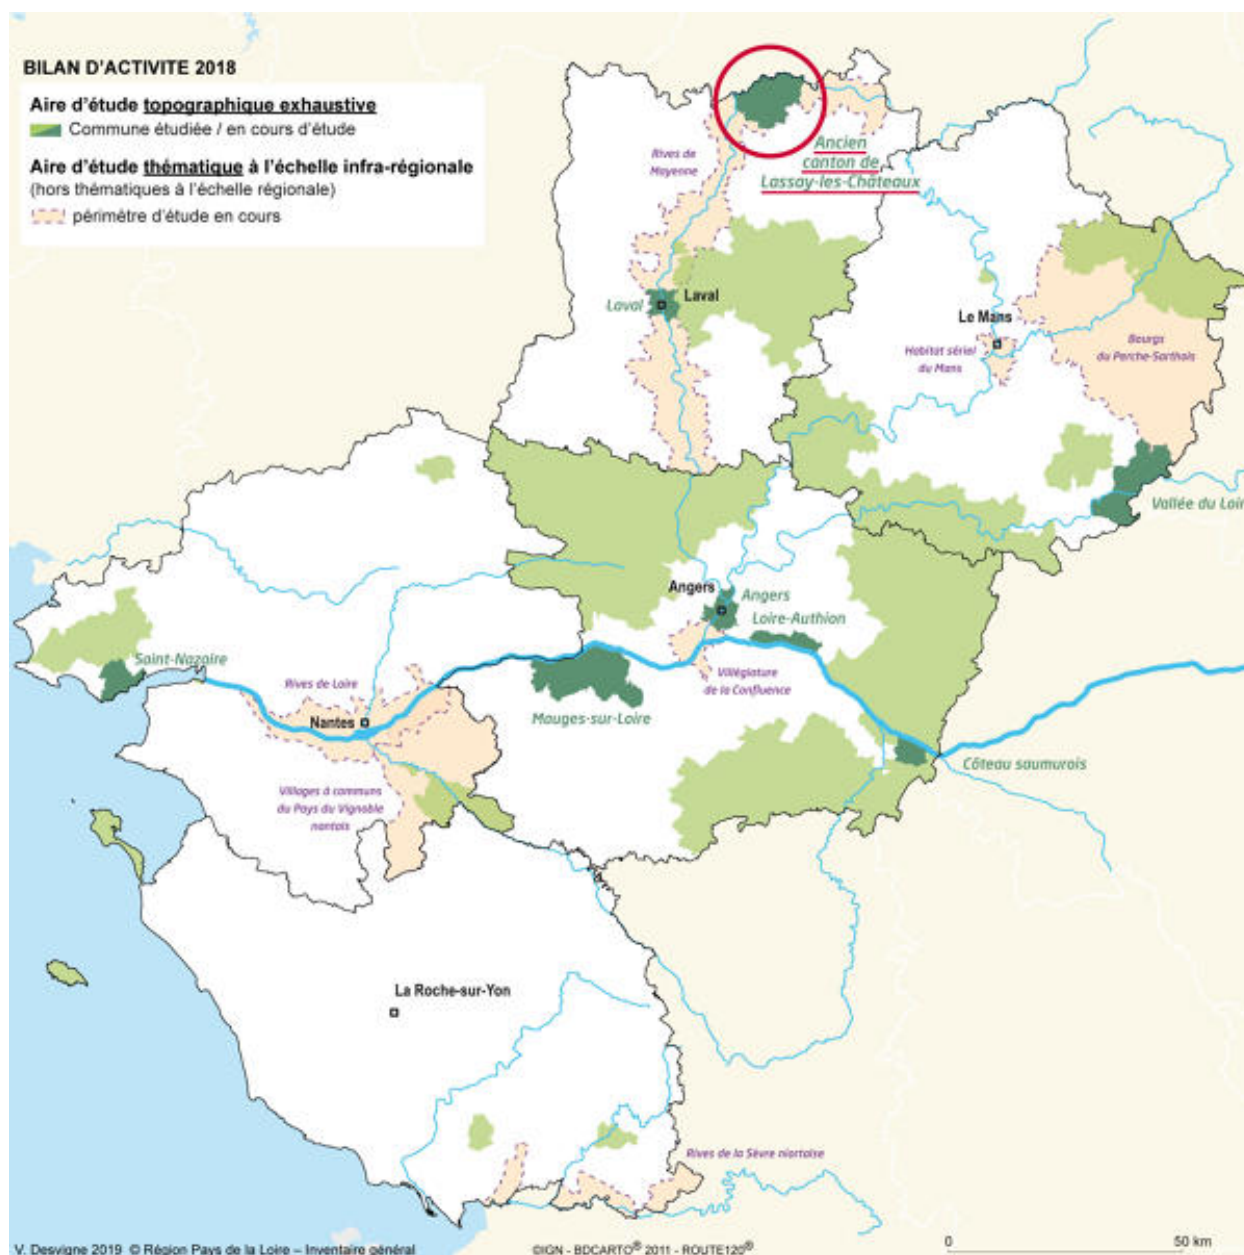 BILAN D'ACTIVITE 2018
Aire d'étude topographique exhaustive
Commune étudiée / en cours d'étude
Aire d'étude thématique à l'échelle infra-régionale
(hors thématiques à l'échelle régionale)
périmètre d'étude en cours
Rives de
Mayenne
Ancien
canton de
Lassay-les-Châteaux
Laval
Laval
Le Mans
Habitat sériel
du Mans
Bourgs
du Perche-Sarthois
Vallée du Loir
Angers
Angers
Loire-Authion
Saint-Nazaire
Rives de Loire
Nantes
Mauges-sur-Loire
Villégiature
de la Confluence
Côteau saumurois
Villages à communs
du Pays du Vignoble
nantais
La Roche-sur-Yon
Rives de la Sèvre niortaise
V. Desvigne 2019 © Région Pays de la Loire – Inventaire général
©IGN - BDCARTO® 2011 - ROUTE120®
0 50 km